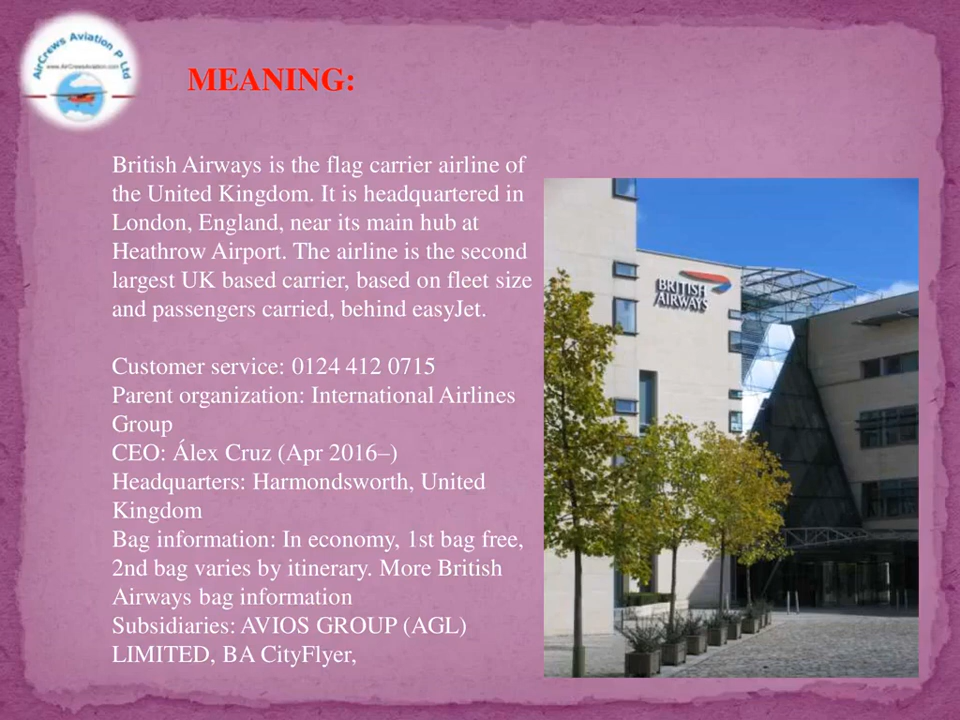 AirCrews Aviation P Ltd
www.AirCrewsAviation.com
MEANING:
British Airways is the flag carrier airline of
the United Kingdom. It is headquartered in
London, England, near its main hub at
Heathrow Airport. The airline is the second
largest UK based carrier, based on fleet size
and passengers carried, behind easyJet.
Customer service: 0124 412 0715
Parent organization: International Airlines
Group
CEO: Álex Cruz (Apr 2016–)
Headquarters: Harmondsworth, United
Kingdom
Bag information: In economy, 1st bag free,
2nd bag varies by itinerary. More British
Airways bag information
Subsidiaries: AVIOS GROUP (AGL)
LIMITED, BA CityFlyer,
BRITISH
AIRWAYS